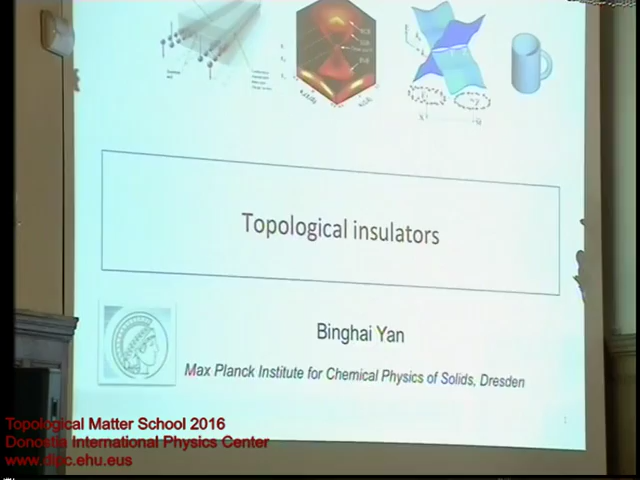 Topological insulators
Binghai Yan
Max Planck Institute for Chemical Physics of Solids, Dresden
Topological Matter School 2016
Donostia International Physics Center
www.dipc.ehu.eus